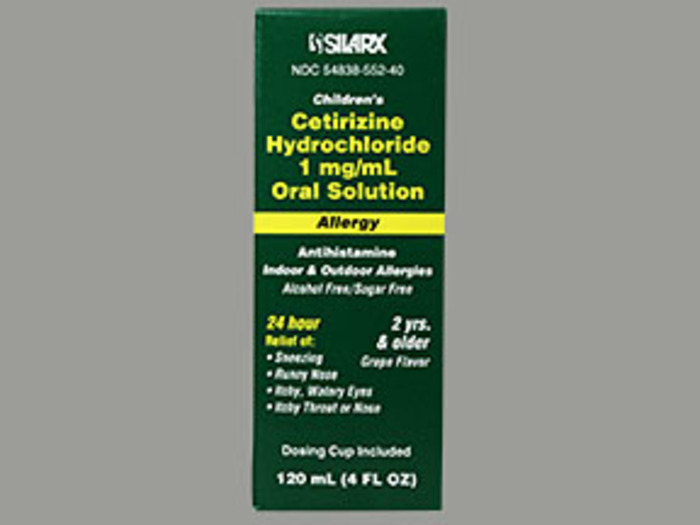 SILARX
NDC 54838-552-40
Children's
Cetirizine
Hydrochloride
1 mg/mL
Oral Solution
Allergy
Antihistamine
Indoor & Outdoor Allergies
Alcohol Free/Sugar Free
24 hour
Relief of:
• Sneezing
• Runny Nose
• Itchy, Watery Eyes
• Itchy Throat or Nose
2 yrs.
& older
Grape Flavor
Dosing Cup Included
120 mL (4 FL OZ)